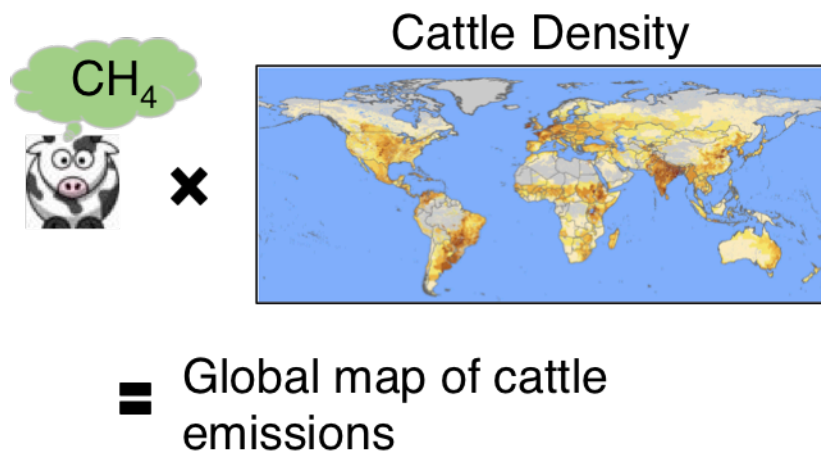 Cattle Density
CH₄
×
= Global map of cattle
emissions